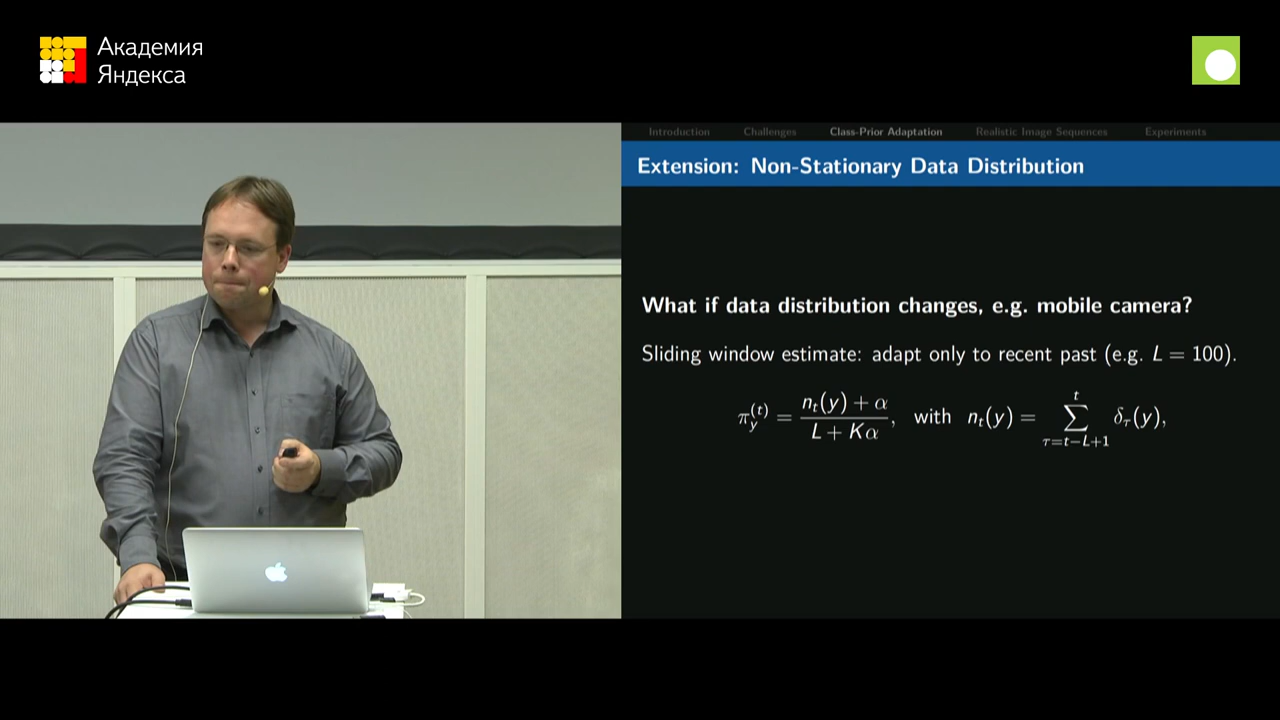 Академия
Яндекса
Introduction Challenges Class-Prior Adaptation Realistic Image Sequences Experiments
Extension: Non-Stationary Data Distribution
What if data distribution changes, e.g. mobile camera?
Sliding window estimate: adapt only to recent past (e.g. L = 100).
π_y^{(t)} = \frac{n_t(y) + α}{L + Kα}, with n_t(y) = \sum_{τ=t−L+1}^{t} δ_τ(y),